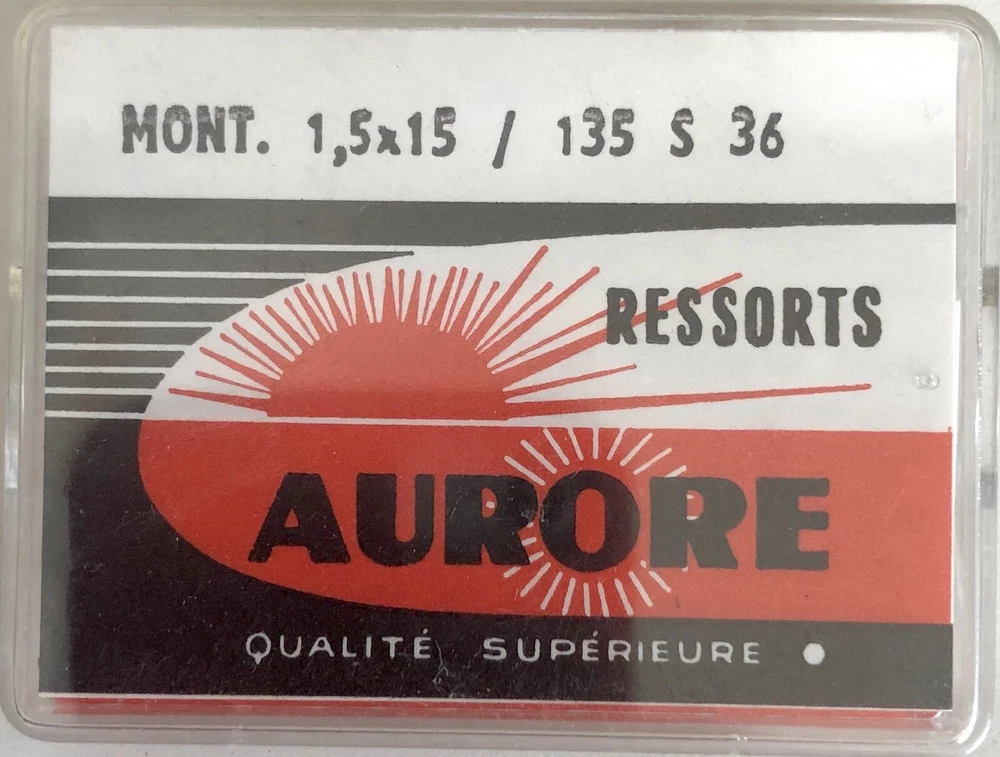 MONT. 1,5x15 / 135 S 36
RESSORTS
AURORE
QUALITÉ SUPÉRIEURE